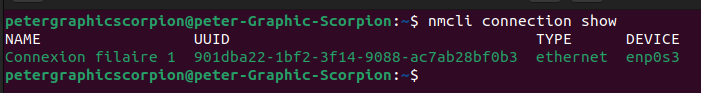 petergraphicscorpion@peter-Graphic-Scorpion:~$ nmcli connection show
NAME                 UUID                                  TYPE      DEVICE
Connexion filaire 1  901dba22-1bf2-3f14-9088-ac7ab28bf0b3  ethernet  enp0s3
petergraphicscorpion@peter-Graphic-Scorpion:~$